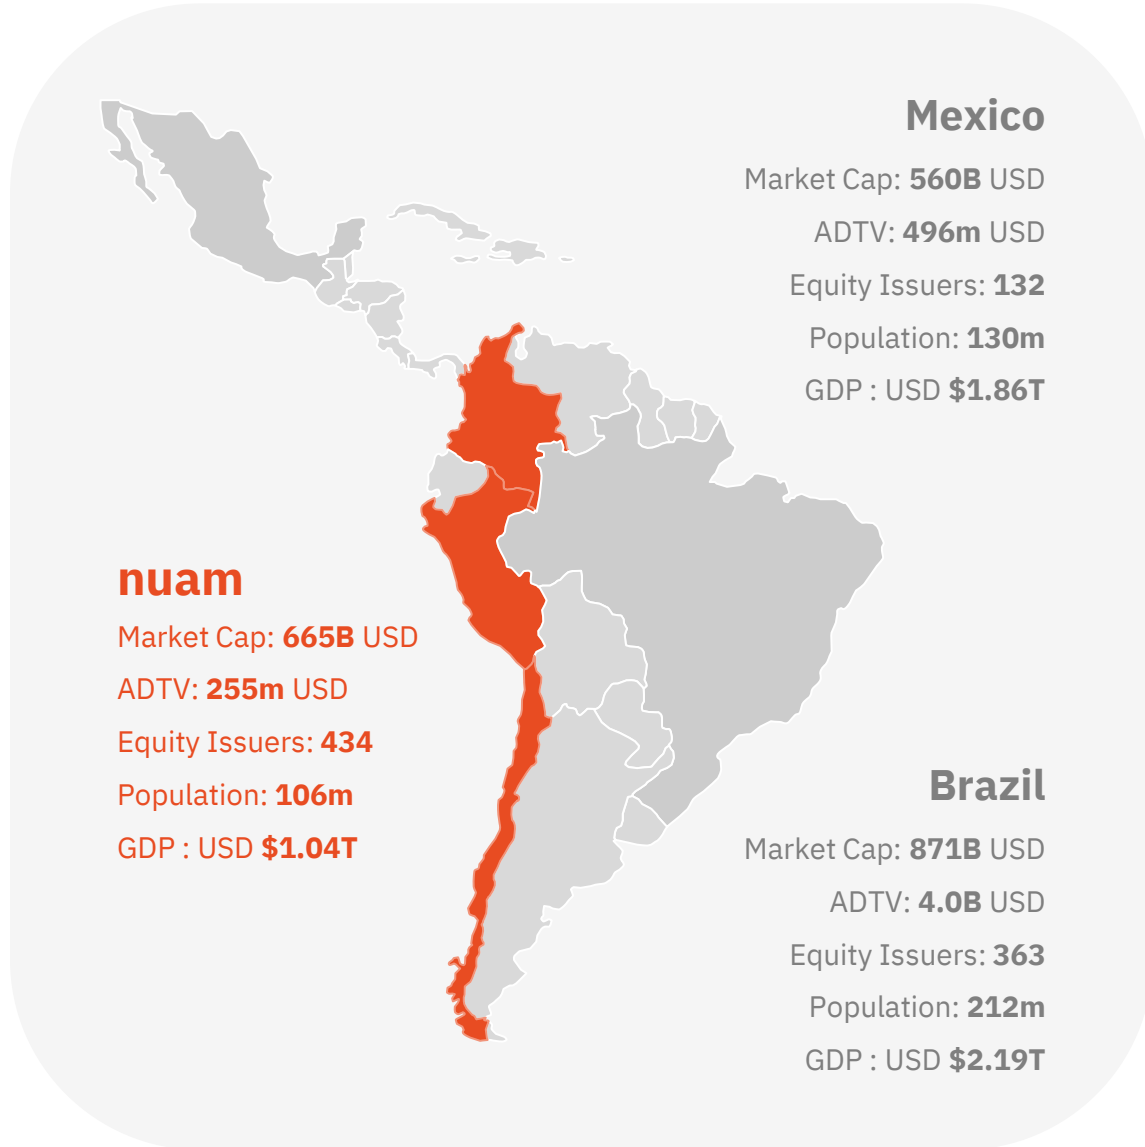 Mexico
Market Cap: 560B USD
ADTV: 496m USD
Equity Issuers: 132
Population: 130m
GDP : USD $1.86T
nuam
Market Cap: 665B USD
ADTV: 255m USD
Equity Issuers: 434
Population: 106m
GDP : USD $1.04T
Brazil
Market Cap: 871B USD
ADTV: 4.0B USD
Equity Issuers: 363
Population: 212m
GDP : USD $2.19T